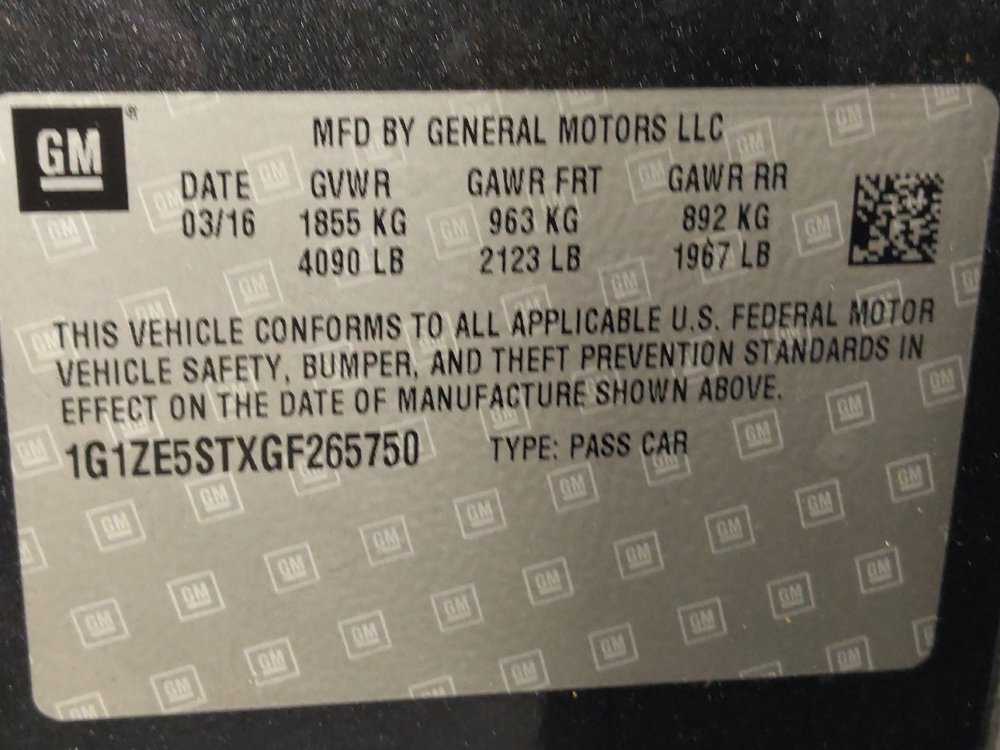 GM
MFD BY GENERAL MOTORS LLC
DATE GVWR GAWR FRT GAWR RR
03/16 1855 KG 963 KG 892 KG
4090 LB 2123 LB 1967 LB
THIS VEHICLE CONFORMS TO ALL APPLICABLE U.S. FEDERAL MOTOR
VEHICLE SAFETY, BUMPER, AND THEFT PREVENTION STANDARDS IN
EFFECT ON THE DATE OF MANUFACTURE SHOWN ABOVE.
1G1ZE5STXGF265750 TYPE: PASS CAR